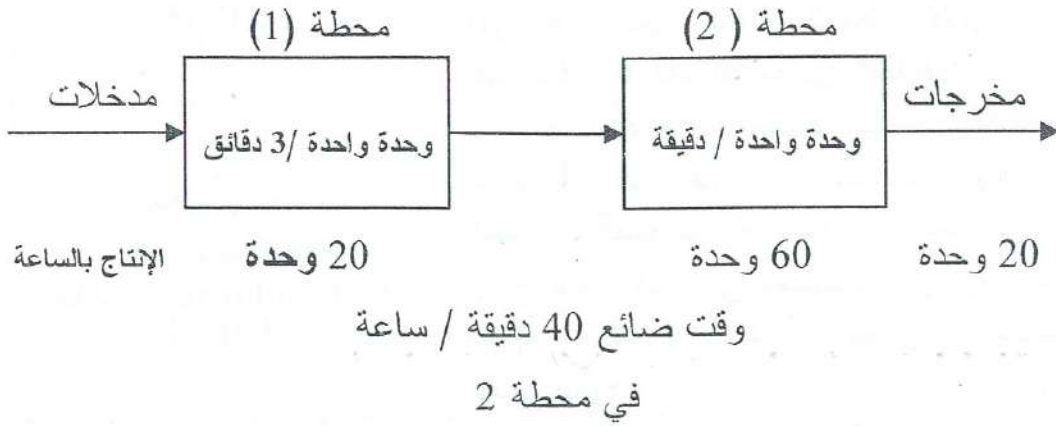 محطة (1)
محطة ( 2)
مدخلات
وحدة واحدة /3 دقائق
وحدة واحدة / دقيقة
مخرجات
الإنتاج بالساعة
20 وحدة
60 وحدة
20 وحدة
وقت ضائع 40 دقيقة / ساعة
في محطة 2